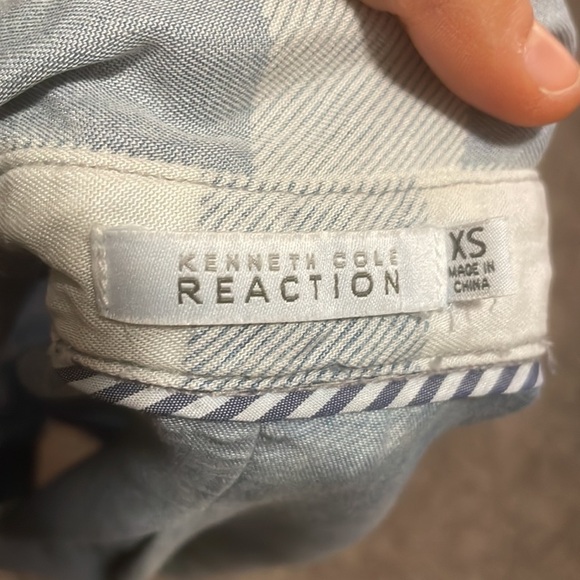 KENNETH COLE
REACTION
XS
MADE IN
CHINA